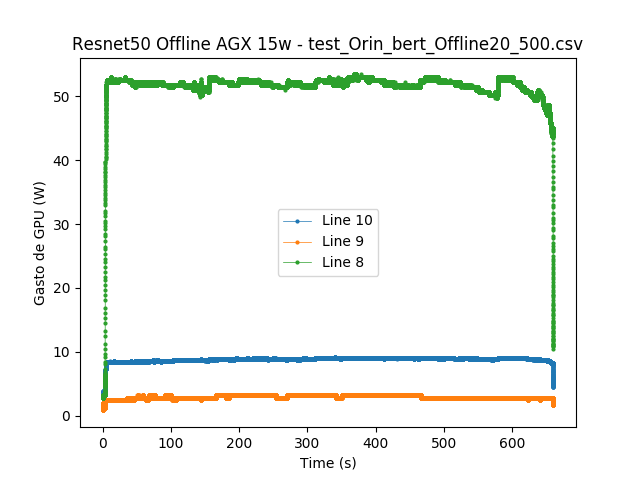 Resnet50 Offline AGX 15w - test_Orin_bert_Offline20_500.csv
50
40
30
20
10
0
Gasto de GPU (W)
Line 10
Line 9
Line 8
0 100 200 300 400 500 600
Time (s)